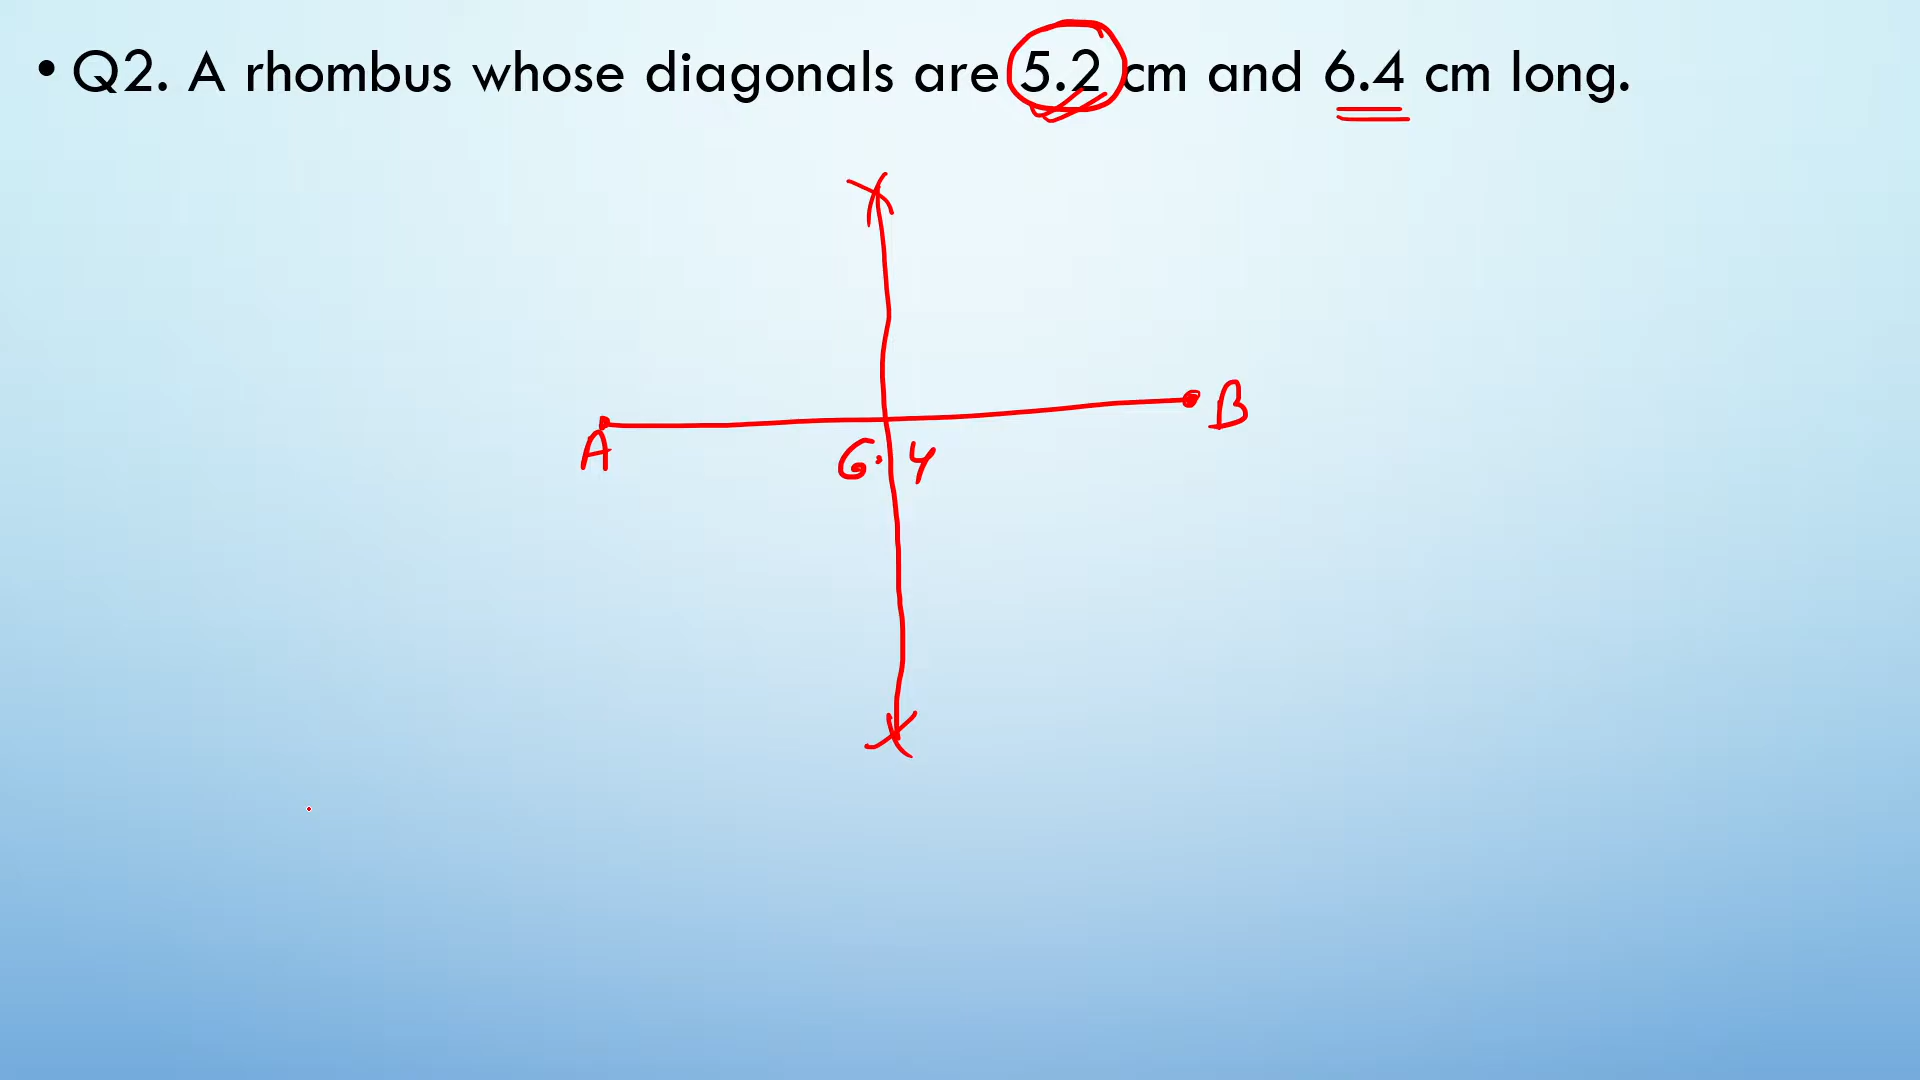 • Q2. A rhombus whose diagonals are 5.2 cm and 6.4 cm long.
A B
6.4